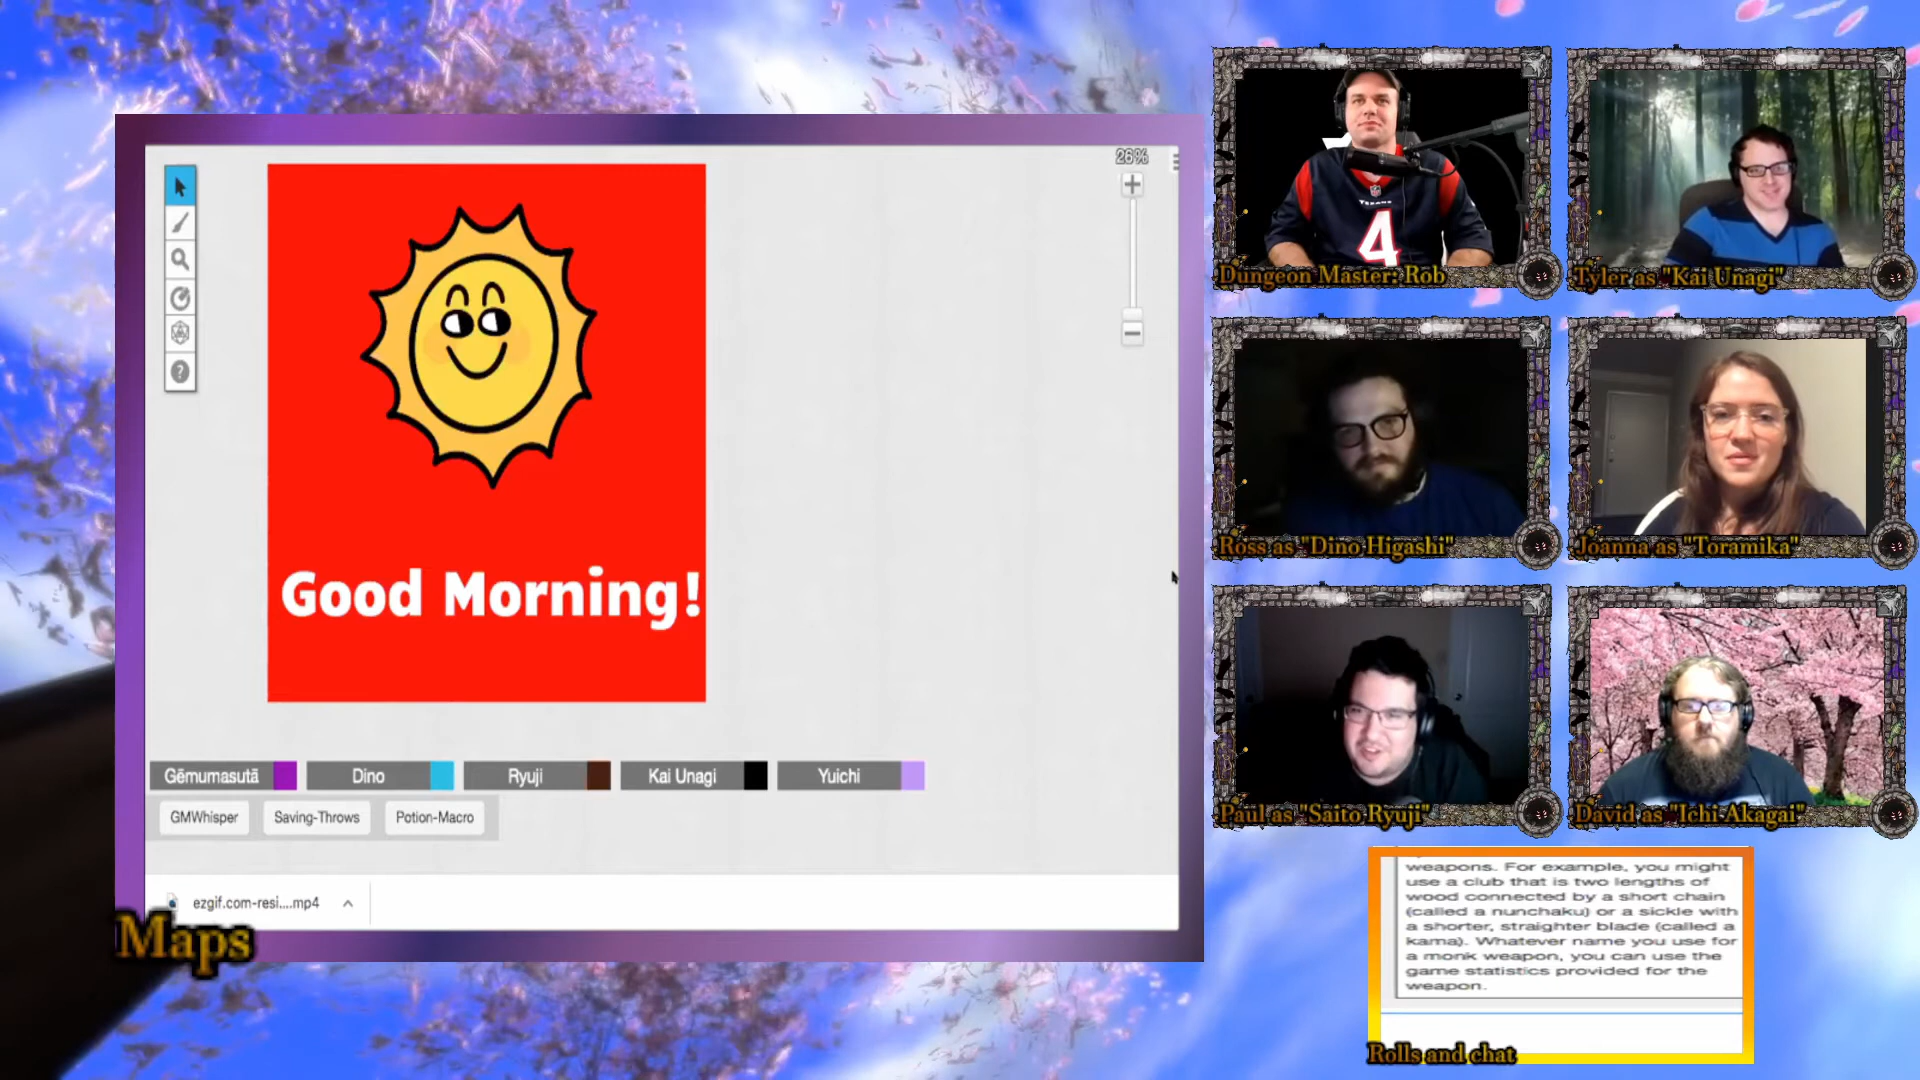 26%
Good Morning!
Gēmumasutā
Dino
Ryuji
Kai Unagi
Yuichi
GMWhisper
Saving-Throws
Potion-Macro
ezgif.com-resi....mp4
Maps
TEXANS
4
Dungeon Master: Rob
Tyler as "Kai Unagi"
Ross as "Dino Higashi"
Joanna as "Toramika"
Paul as "Saito Ryuji"
David as "Ichi Akagai"
weapons. For example, you might
use a club that is two lengths of
wood connected by a short chain
(called a nunchaku) or a sickle with
a shorter, straighter blade (called a
kama). Whatever name you use for
a monk weapon, you can use the
game statistics provided for the
weapon.
Rolls and chat